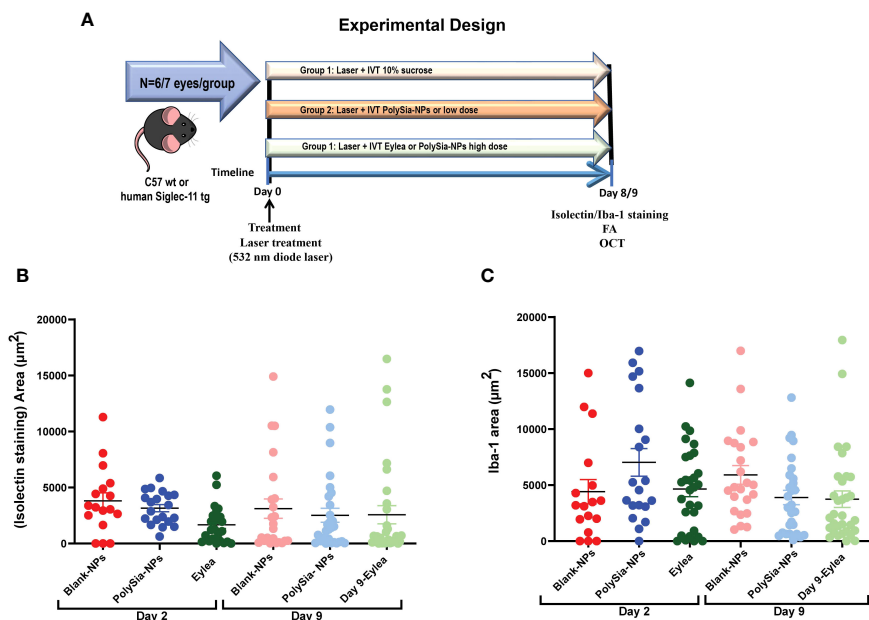 A
Experimental Design
N=6/7 eyes/group
Group 1: Laser + IVT 10% sucrose
Group 2: Laser + IVT PolySia-NPs or low dose
Group 1: Laser + IVT Eylea or PolySia-NPs high dose
C57 wt or
human Siglec-11 tg
Timeline
Day 0
Day 8/9
Treatment
Laser treatment
(532 nm diode laser)
Isolectin/Iba-1 staining
FA
OCT
B
(Isolectin staining) Area (µm²)
20000
15000
10000
5000
0
Blank-NPs
PolySia-NPs
Eylea
Blank-NPs
PolySia- NPs
Day 9-Eylea
Day 2
Day 9
C
Iba-1 area (µm²)
20000
15000
10000
5000
0
Blank-NPs
PolySia-NPs
Eylea
Blank-NPs
PolySia-NPs
Day 9-Eylea
Day 2
Day 9